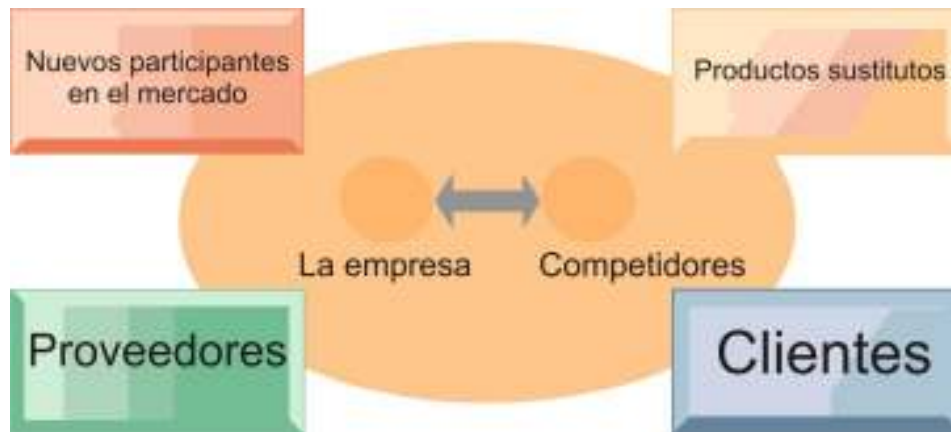 Nuevos participantes
en el mercado
Productos sustitutos
La empresa
Competidores
Proveedores
Clientes